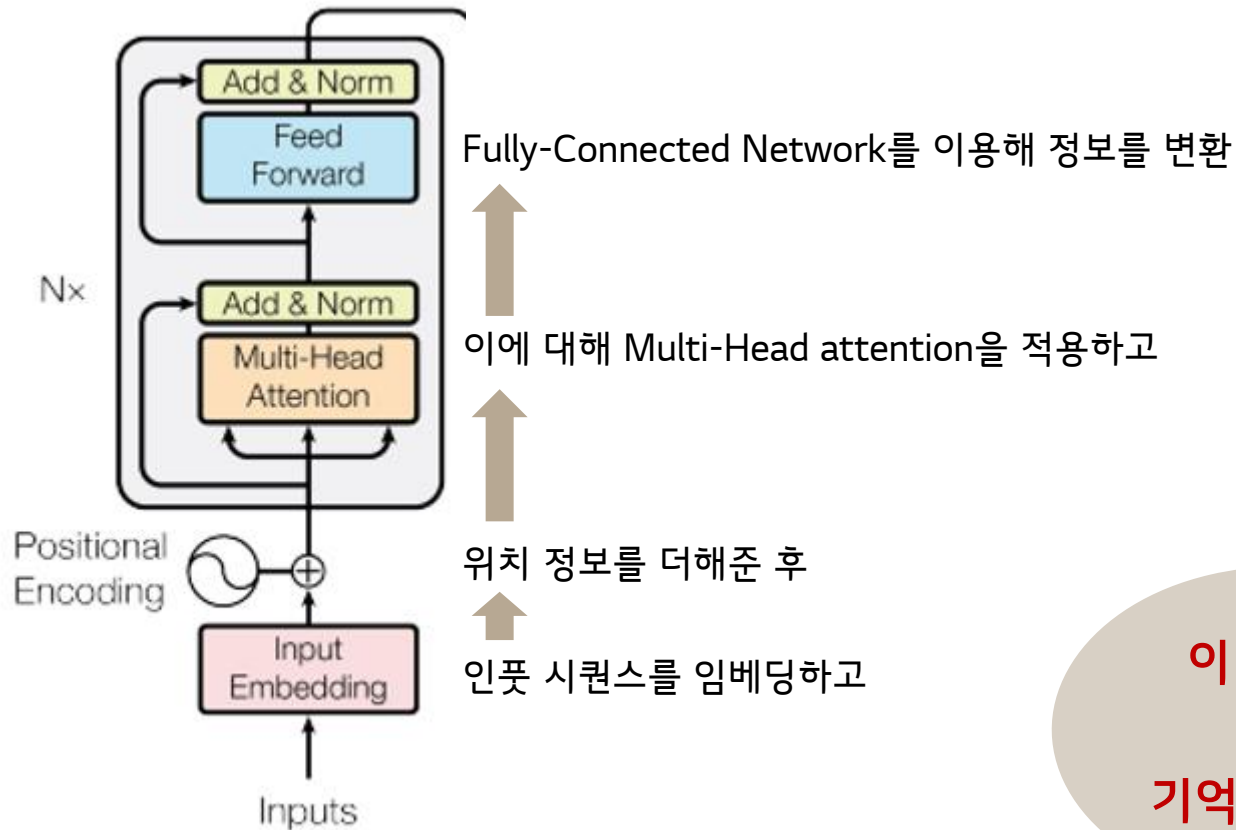 Add & Norm
Feed
Forward
Fully-Connected Network를 이용해 정보를 변환
N×
Add & Norm
Multi-Head
Attention
이에 대해 Multi-Head attention을 적용하고
Positional
Encoding
위치 정보를 더해준 후
Input
Embedding
인풋 시퀀스를 임베딩하고
Inputs
이
기억